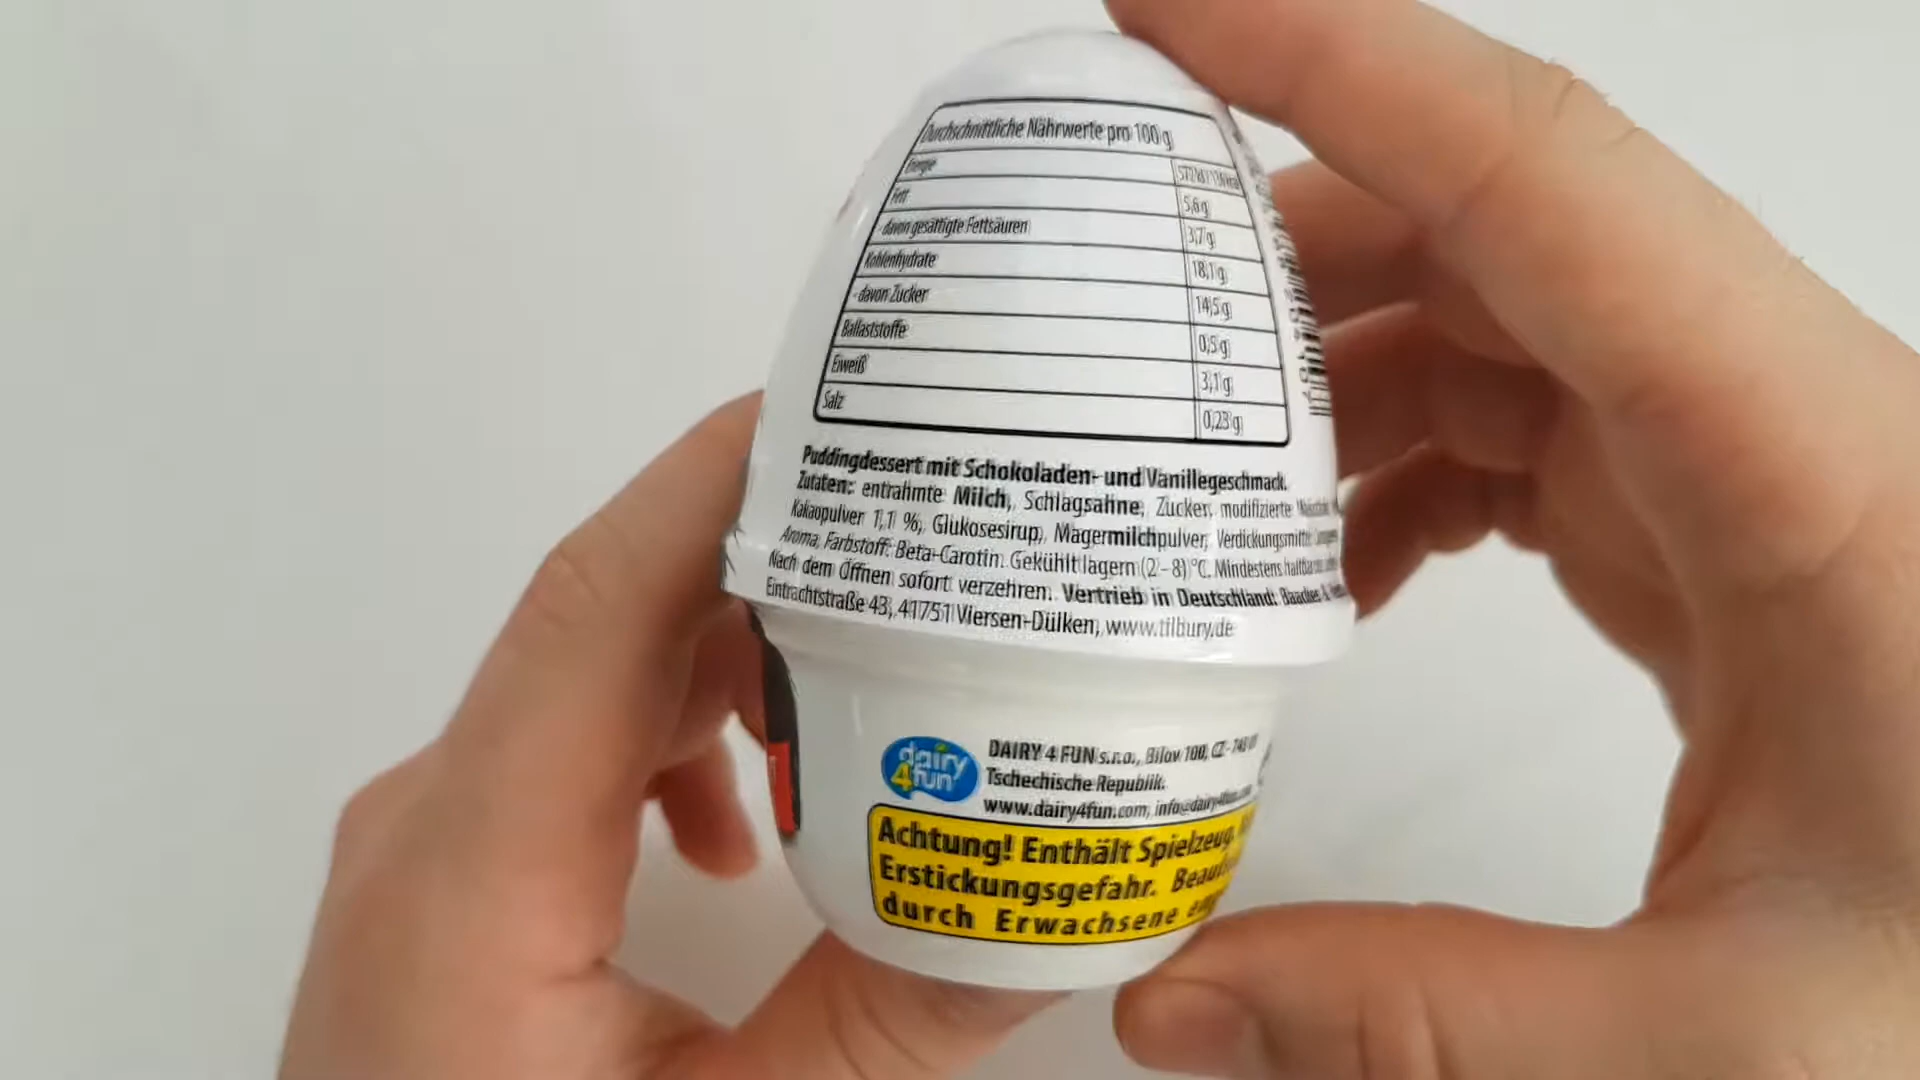 Durchschnittliche Nährwerte pro 100 g
Energie
Fett 5,6 g
- davon gesättigte Fettsäuren 3,7 g
Kohlenhydrate 18,1 g
- davon Zucker 14,5 g
Ballaststoffe 0,5 g
Eiweiß 3,1 g
Salz 0,23 g
Puddingdessert mit Schokoladen- und Vanillegeschmack.
Zutaten: entrahmte Milch, Schlagsahne, Zucker, modifizierte
Kakaopulver 1,1 %, Glukosesirup, Magermilchpulver,
Aroma, Farbstoff: Beta-Carotin. Gekühlt lagern (2 - 8) °C. Mindestens haltbar
Nach dem Öffnen sofort verzehren. Vertrieb in Deutschland: Baackes &
Eintrachtstraße 43, 41751 Viersen-Dülken, www.tilbury.de
dairy 4 fun
DAIRY 4 FUN s.r.o., Bílov 100, CZ -
Tschechische Republik.
www.dairy4fun.com,
Achtung! Enthält Spielzeug.
Erstickungsgefahr.
durch Erwachsene